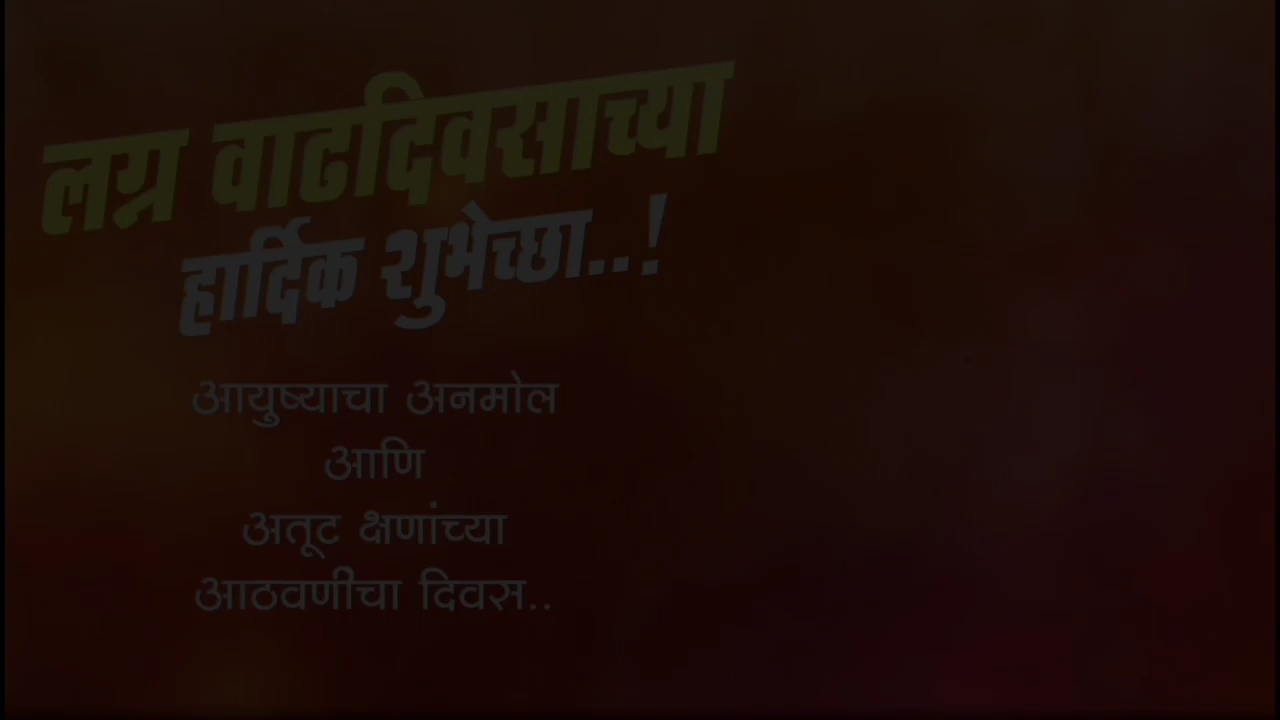 लग्न वाढदिवसाच्या
हार्दिक शुभेच्छा..!
आयुष्याचा अनमोल
आणि
अतूट क्षणांच्या
आठवणीचा दिवस..